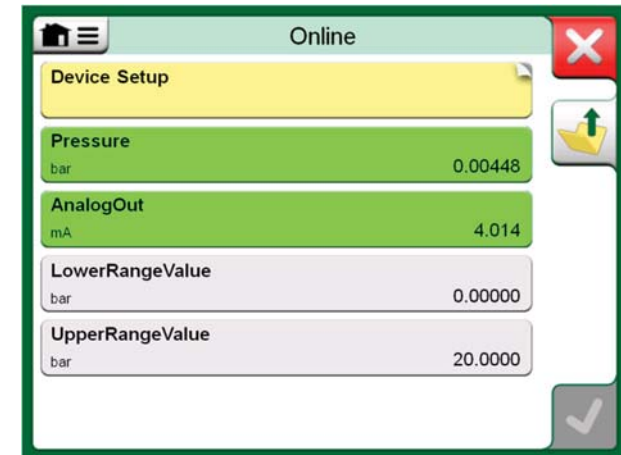 Online
Device Setup
Pressure
bar 0.00448
AnalogOut
mA 4.014
LowerRangeValue
bar 0.00000
UpperRangeValue
bar 20.0000